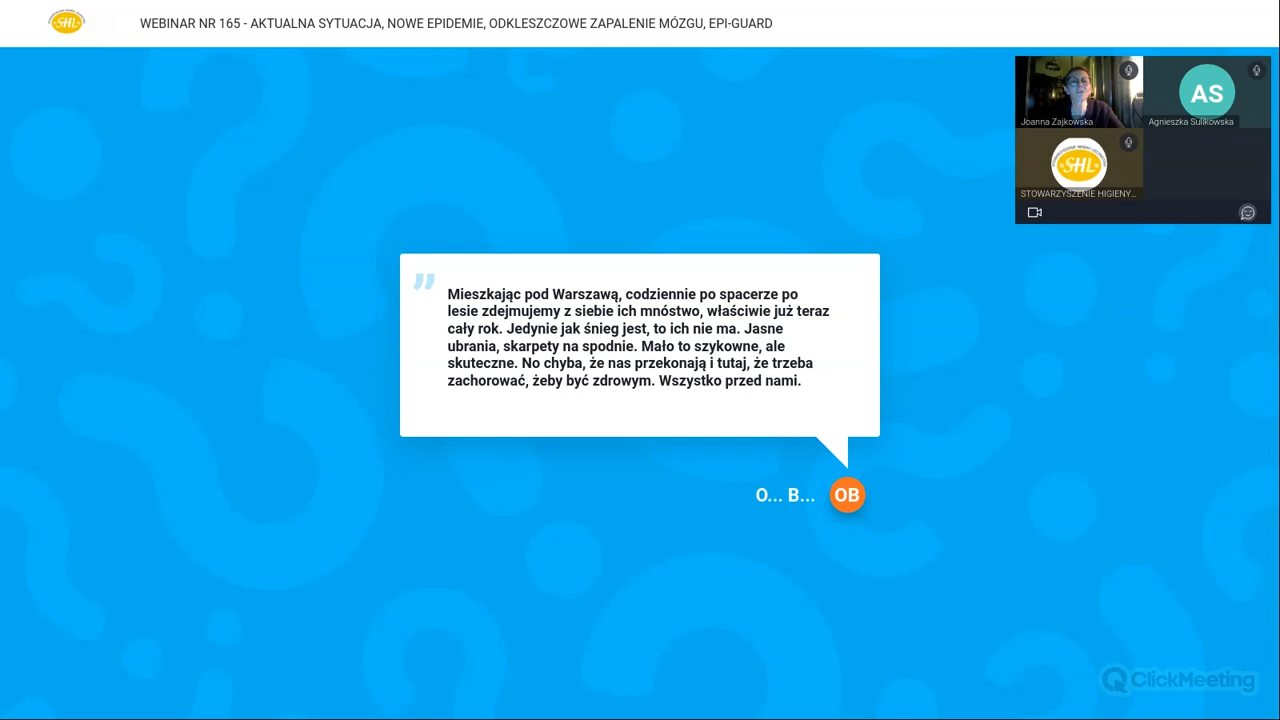 SHL
WEBINAR NR 165 - AKTUALNA SYTUACJA, NOWE EPIDEMIE, ODKLESZCZOWE ZAPALENIE MÓZGU, EPI-GUARD
AS
Joanna Zajkowska
Agnieszka Sulikowska
SHL
STOWARZYSZENIE HIGIENY...
”
Mieszkając pod Warszawą, codziennie po spacerze po
lesie zdejmujemy z siebie ich mnóstwo, właściwie już teraz
cały rok. Jedynie jak śnieg jest, to ich nie ma. Jasne
ubrania, skarpety na spodnie. Mało to szykowne, ale
skuteczne. No chyba, że nas przekonają i tutaj, że trzeba
zachorować, żeby być zdrowym. Wszystko przed nami.
O... B...
OB
ClickMeeting